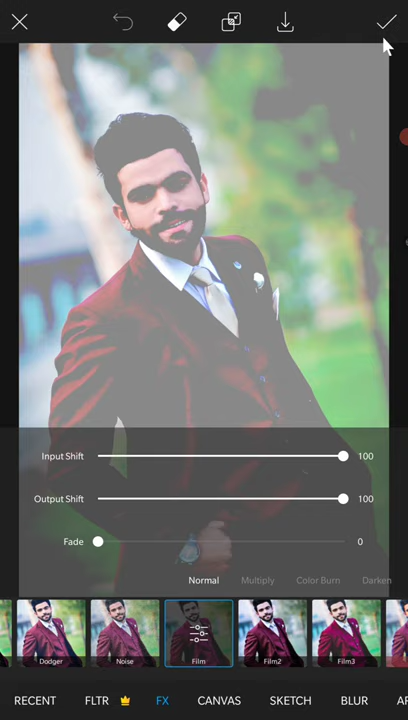 Input Shift 100
Output Shift 100
Fade 0
Normal Multiply Color Burn Darken
Dodger Noise Film Film2 Film3
RECENT FLTR FX CANVAS SKETCH BLUR AR